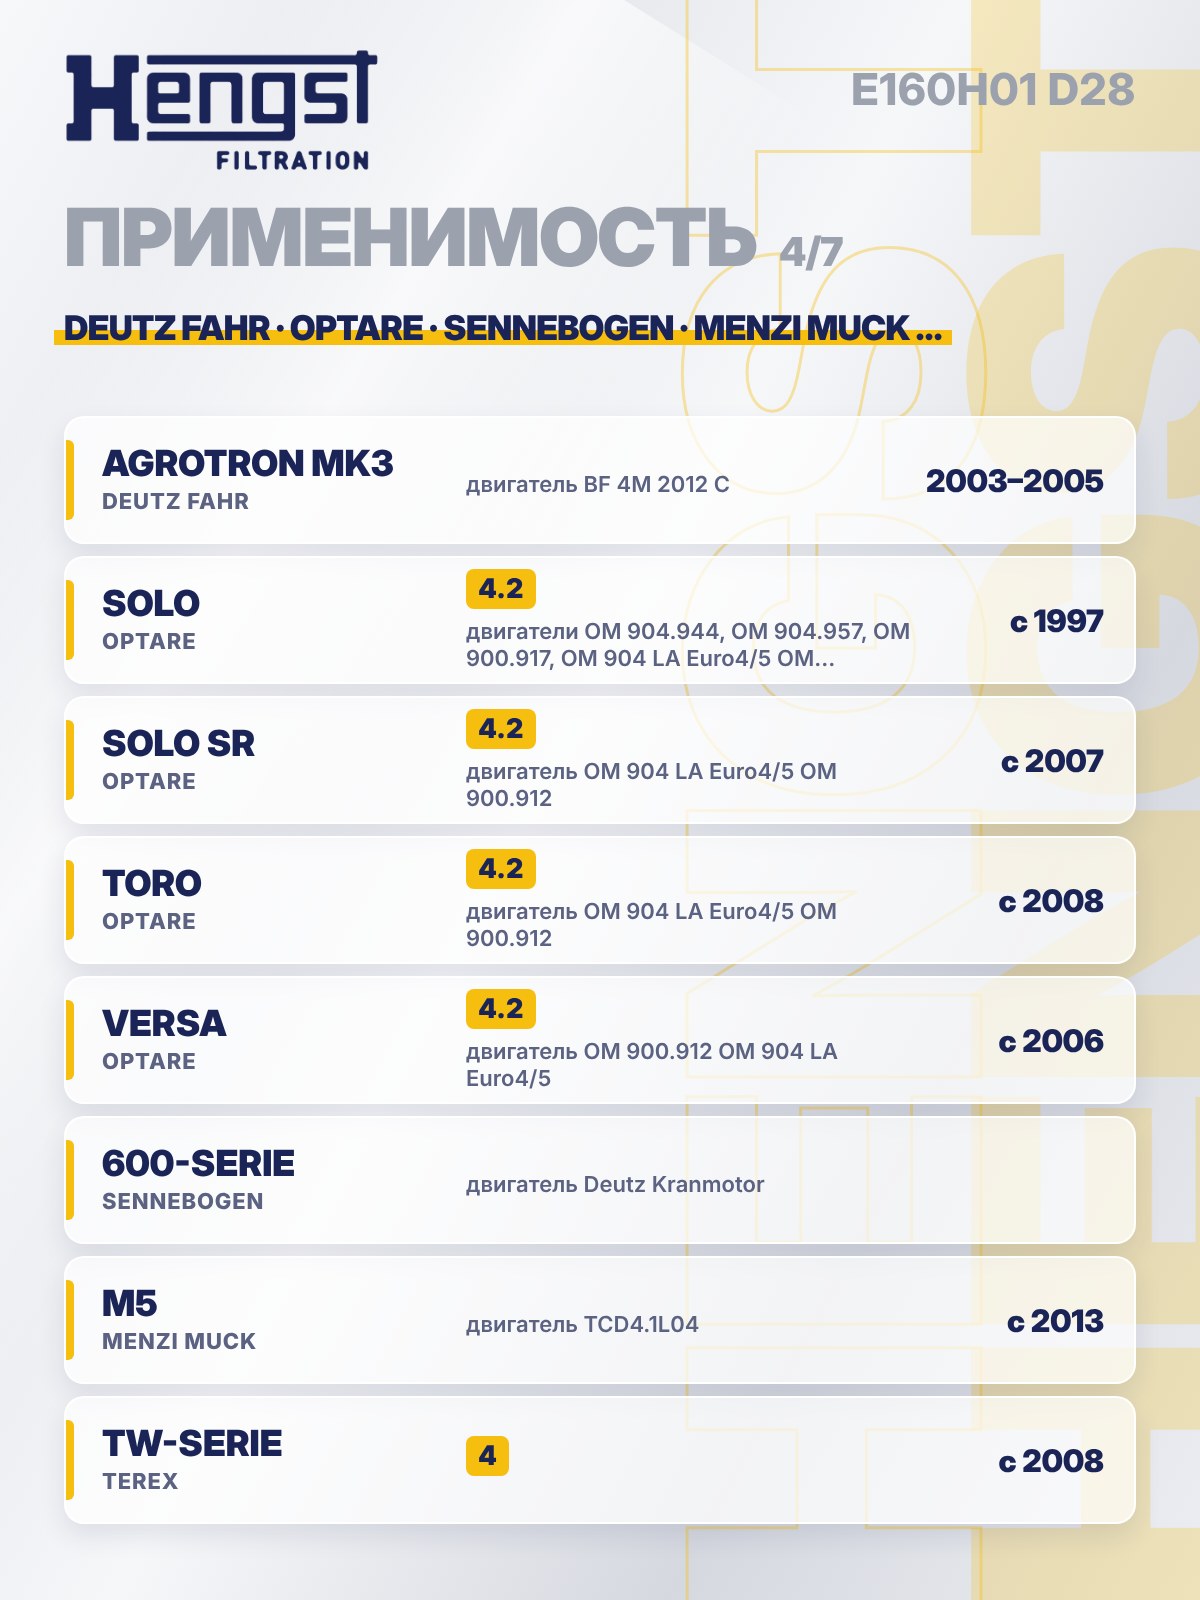 Hengst
FILTRATION
E160H01 D28
ПРИМЕНИМОСТЬ 4/7
DEUTZ FAHR · OPTARE · SENNEBOGEN · MENZI MUCK ...
AGROTRON MK3
DEUTZ FAHR
двигатель BF 4M 2012 C
2003–2005
SOLO
OPTARE
4.2
двигатели OM 904.944, OM 904.957, OM
900.917, OM 904 LA Euro4/5 OM...
с 1997
SOLO SR
OPTARE
4.2
двигатель OM 904 LA Euro4/5 OM
900.912
с 2007
TORO
OPTARE
4.2
двигатель OM 904 LA Euro4/5 OM
900.912
с 2008
VERSA
OPTARE
4.2
двигатель OM 900.912 OM 904 LA
Euro4/5
с 2006
600-SERIE
SENNEBOGEN
двигатель Deutz Kranmotor
M5
MENZI MUCK
двигатель TCD4.1L04
с 2013
TW-SERIE
TEREX
4
с 2008
HENGST
HENGST